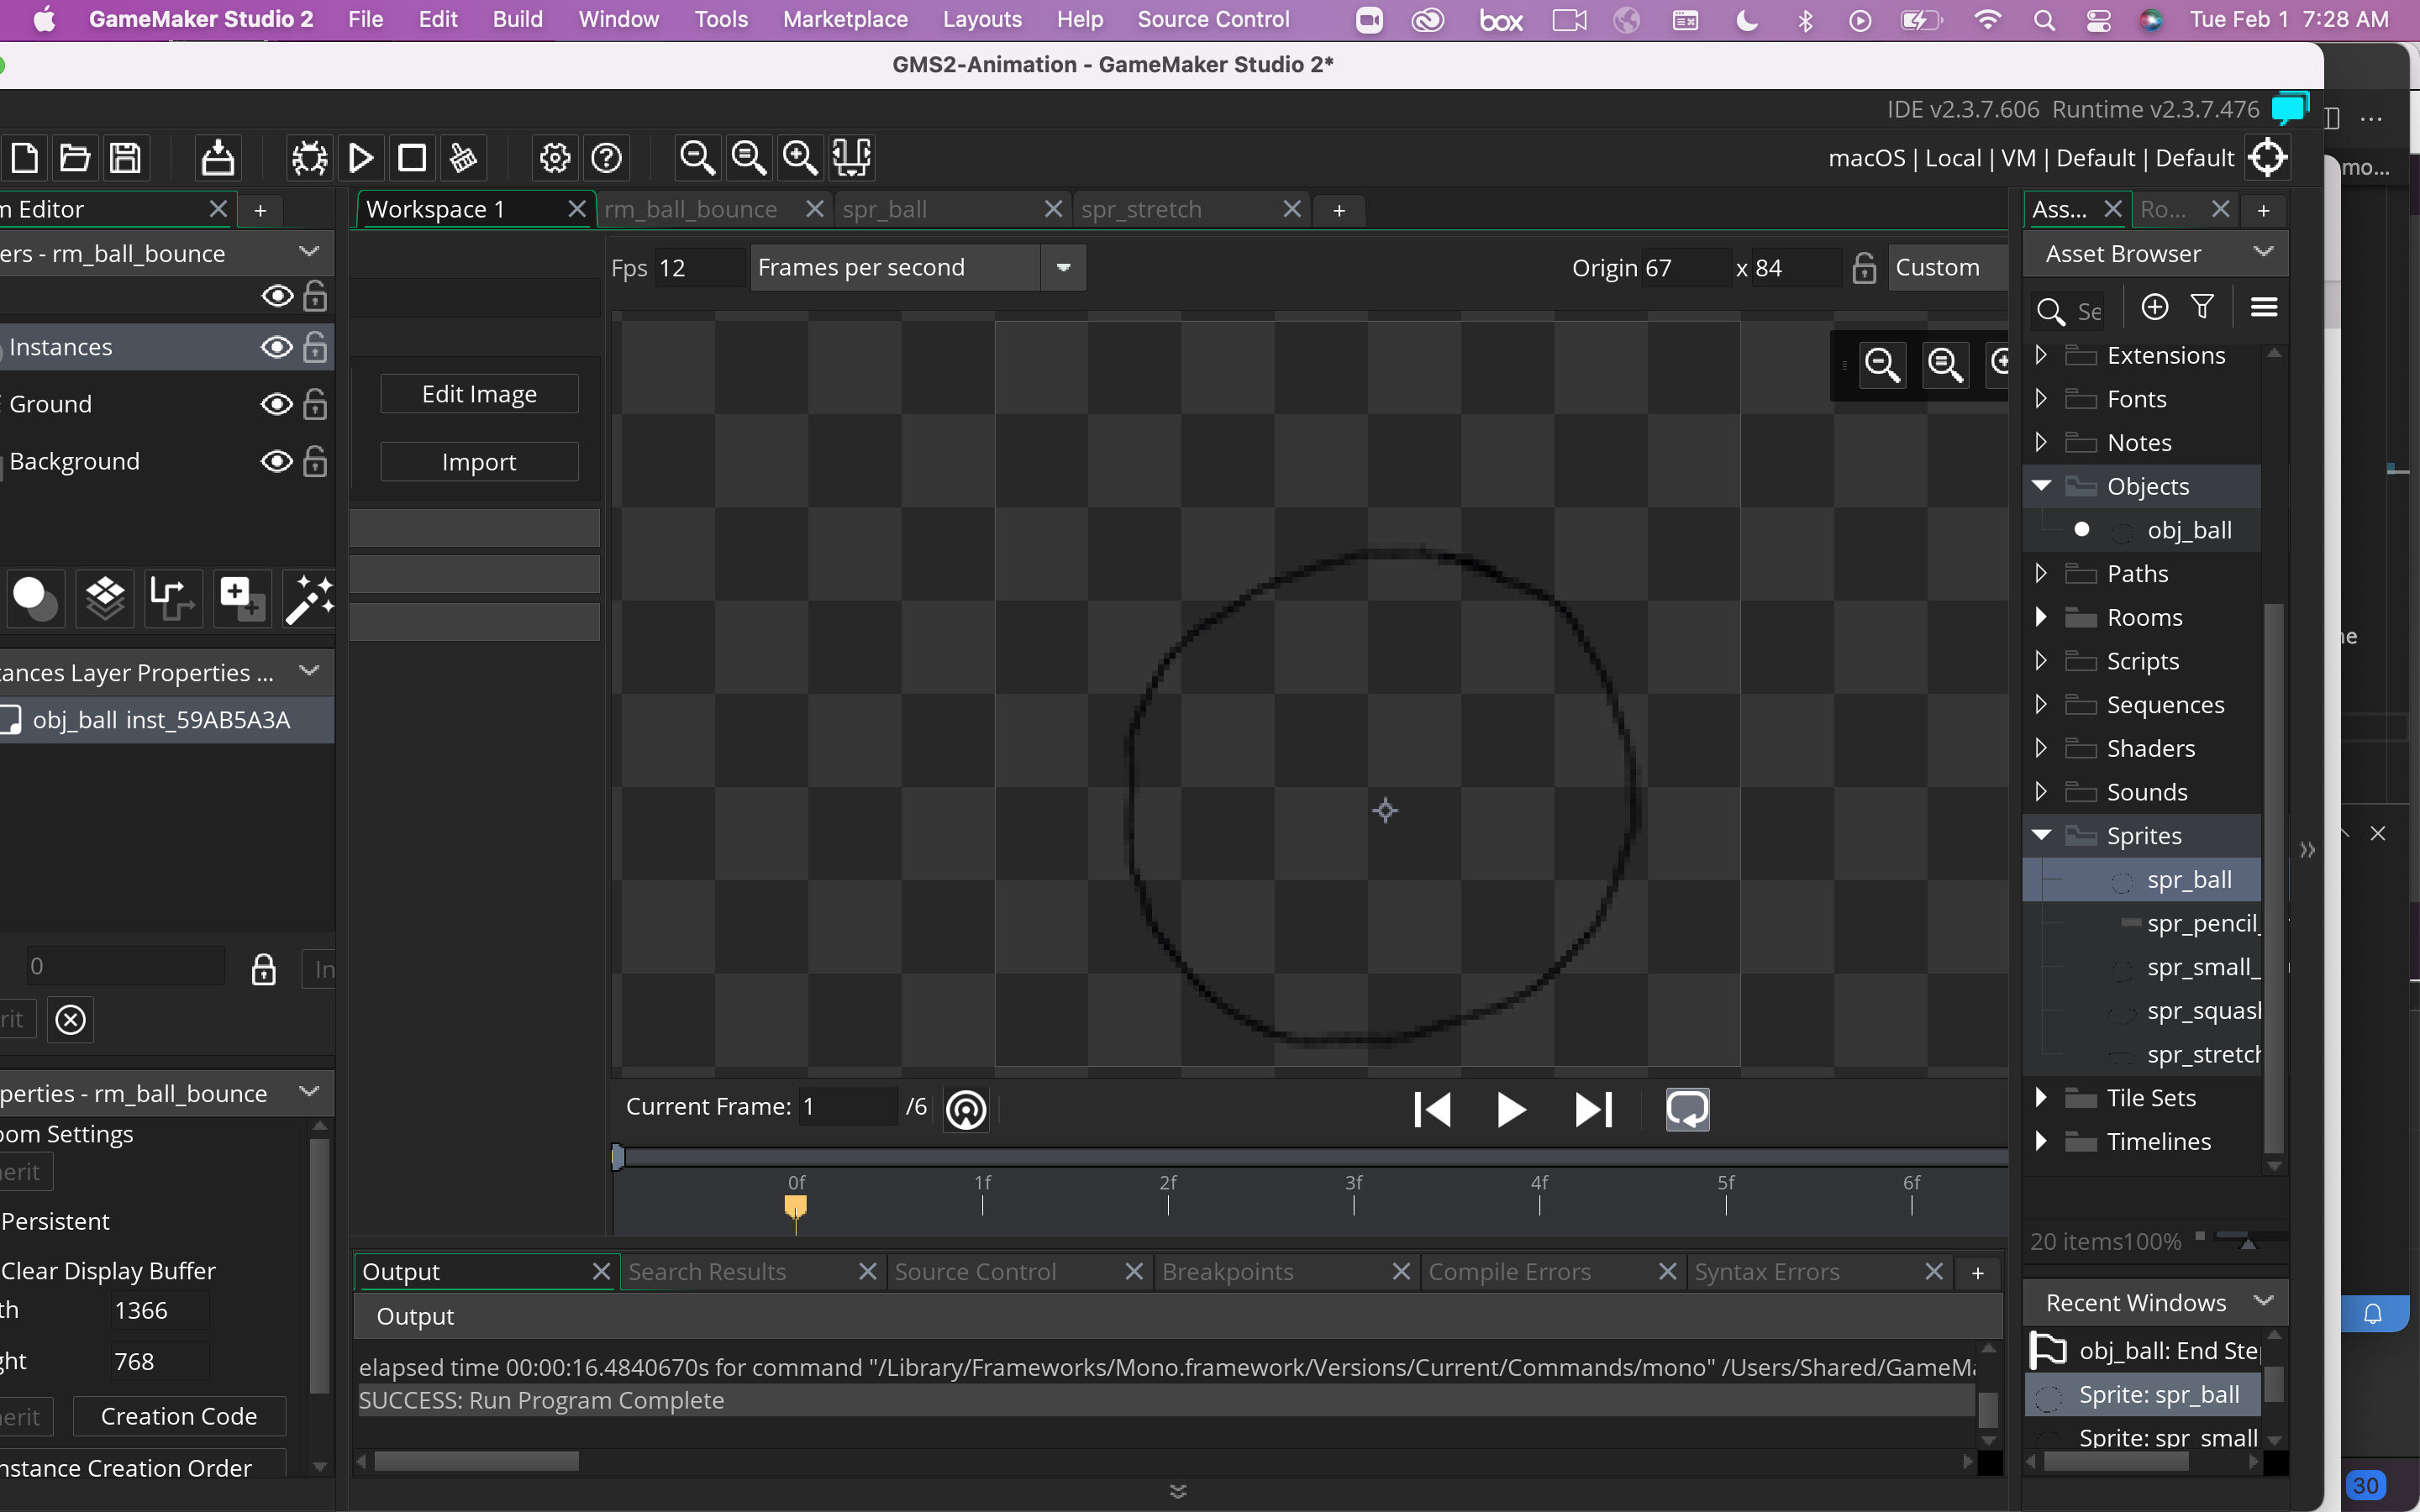 GameMaker Studio 2 File Edit Build Window Tools Marketplace Layouts Help Source Control box Tue Feb 1 7:28 AM
GMS2-Animation - GameMaker Studio 2*
IDE v2.3.7.606 Runtime v2.3.7.476
macOS | Local | VM | Default | Default
mo...
m Editor
Workspace 1
rm_ball_bounce
spr_ball
spr_stretch
Ass...
Ro...
ers - rm_ball_bounce
Fps 12 Frames per second
Origin 67 x 84 Custom
Asset Browser
Se
Instances
Ground
Background
Edit Image
Import
Extensions
Fonts
Notes
Objects
obj_ball
Paths
Rooms
Scripts
Sequences
Shaders
Sounds
Sprites
spr_ball
spr_pencil_
spr_small_
spr_squash
spr_stretch
Tile Sets
Timelines
20 items 100%
tances Layer Properties ...
obj_ball inst_59AB5A3A
0
In
rit
perties - rm_ball_bounce
oom Settings
erit
Persistent
Clear Display Buffer
th 1366
ght 768
erit Creation Code
nstance Creation Order
Current Frame: 1 /6
0f 1f 2f 3f 4f 5f 6f
Output
Search Results
Source Control
Breakpoints
Compile Errors
Syntax Errors
Output
elapsed time 00:00:16.4840670s for command "/Library/Frameworks/Mono.framework/Versions/Current/Commands/mono" /Users/Shared/GameMa
SUCCESS: Run Program Complete
Recent Windows
obj_ball: End Step
Sprite: spr_ball
Sprite: spr_small
30